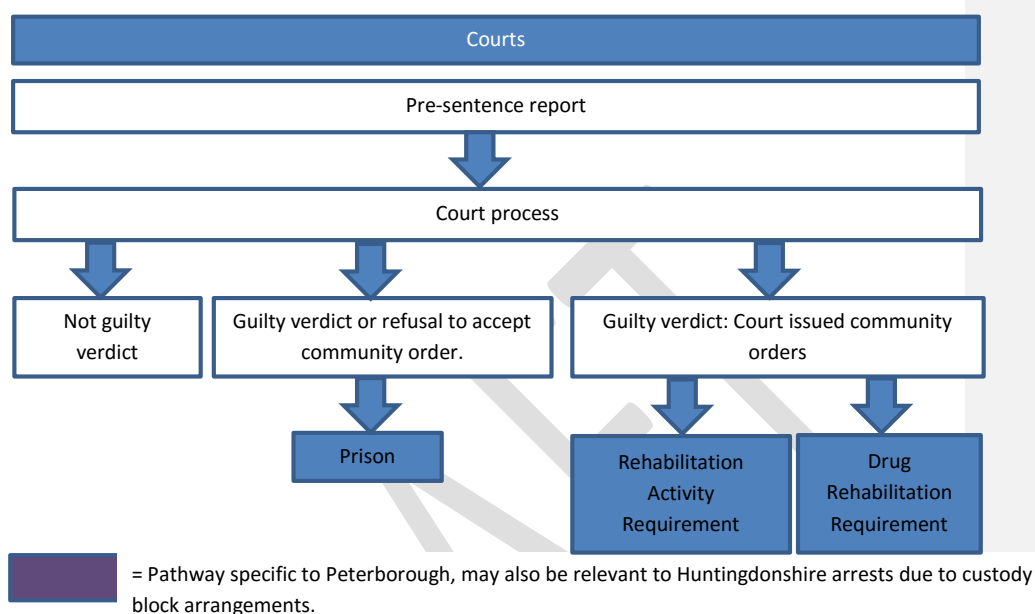 Courts
Pre-sentence report
Court process
Not guilty
verdict
Guilty verdict or refusal to accept
community order.
Guilty verdict: Court issued community
orders
Prison
Rehabilitation
Activity
Requirement
Drug
Rehabilitation
Requirement
= Pathway specific to Peterborough, may also be relevant to Huntingdonshire arrests due to custody
block arrangements.